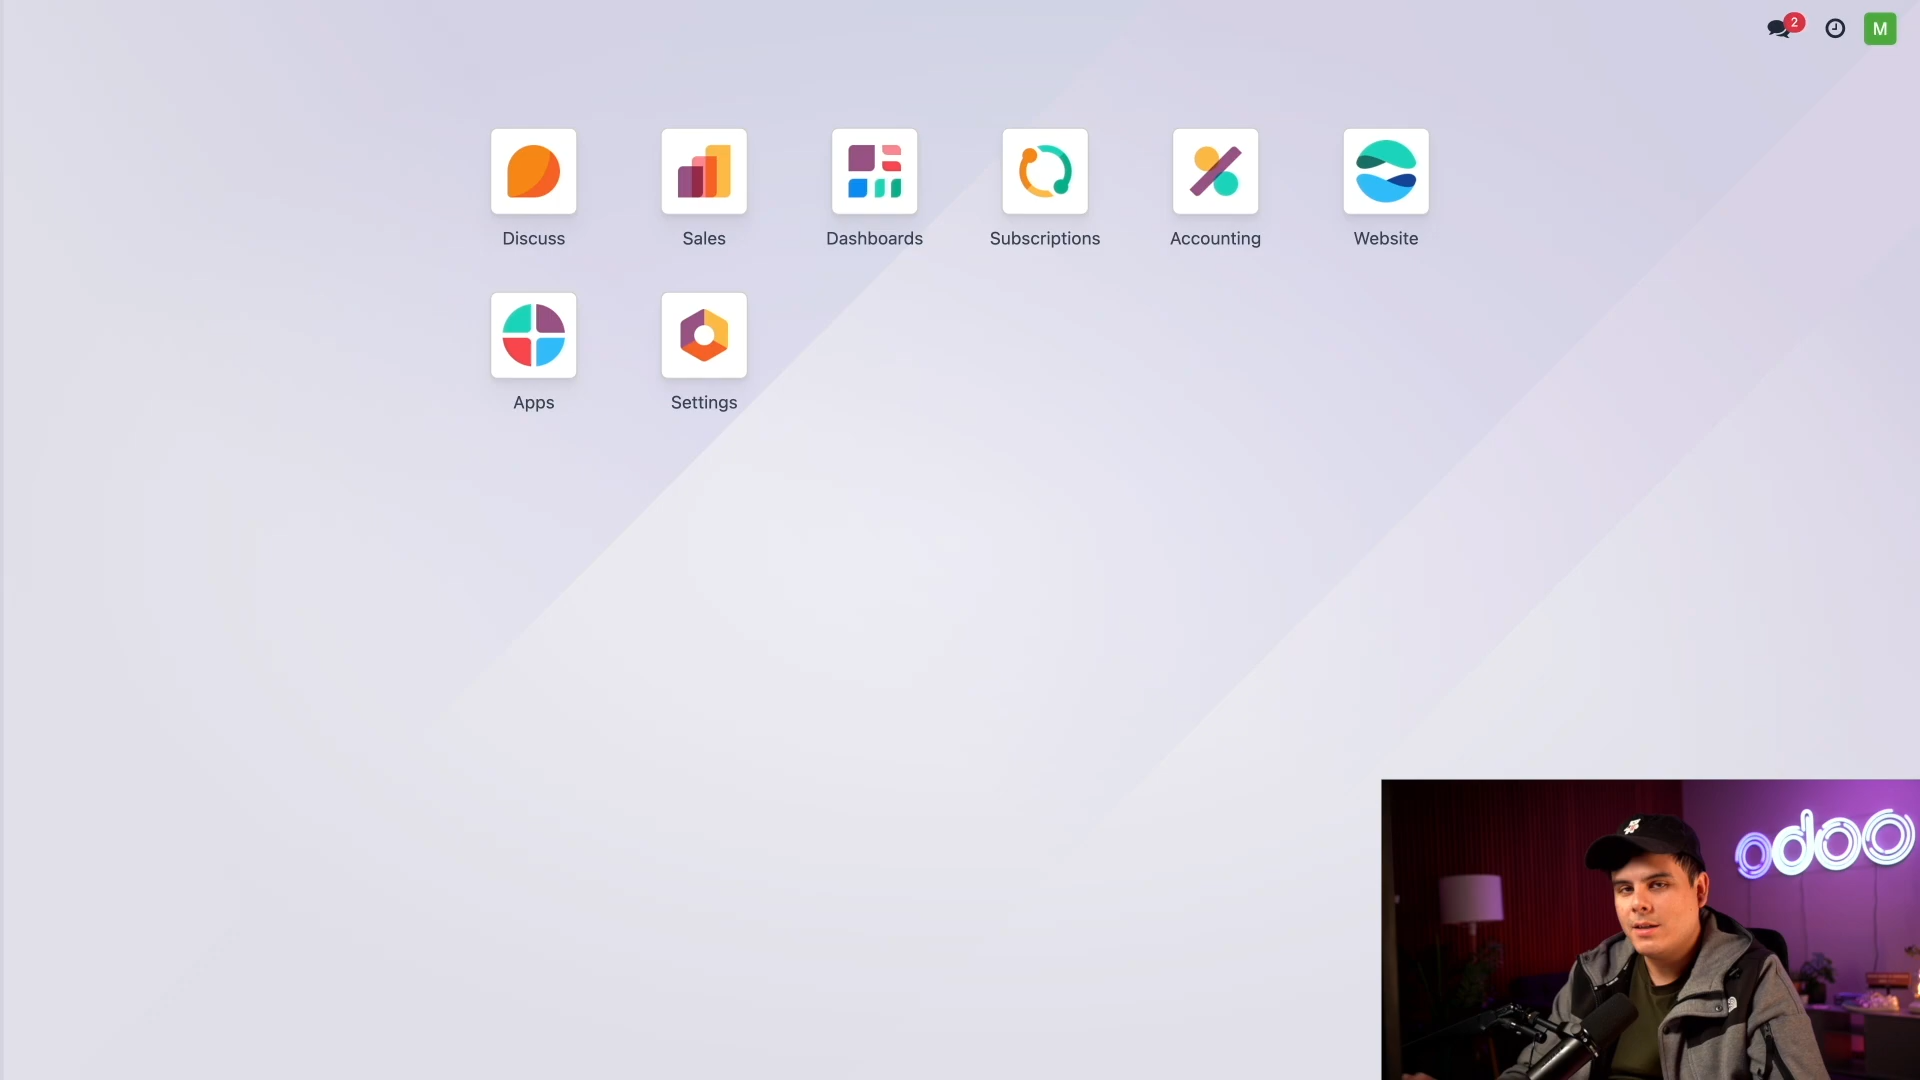 2
M
Discuss
Sales
Dashboards
Subscriptions
Accounting
Website
Apps
Settings
odoo